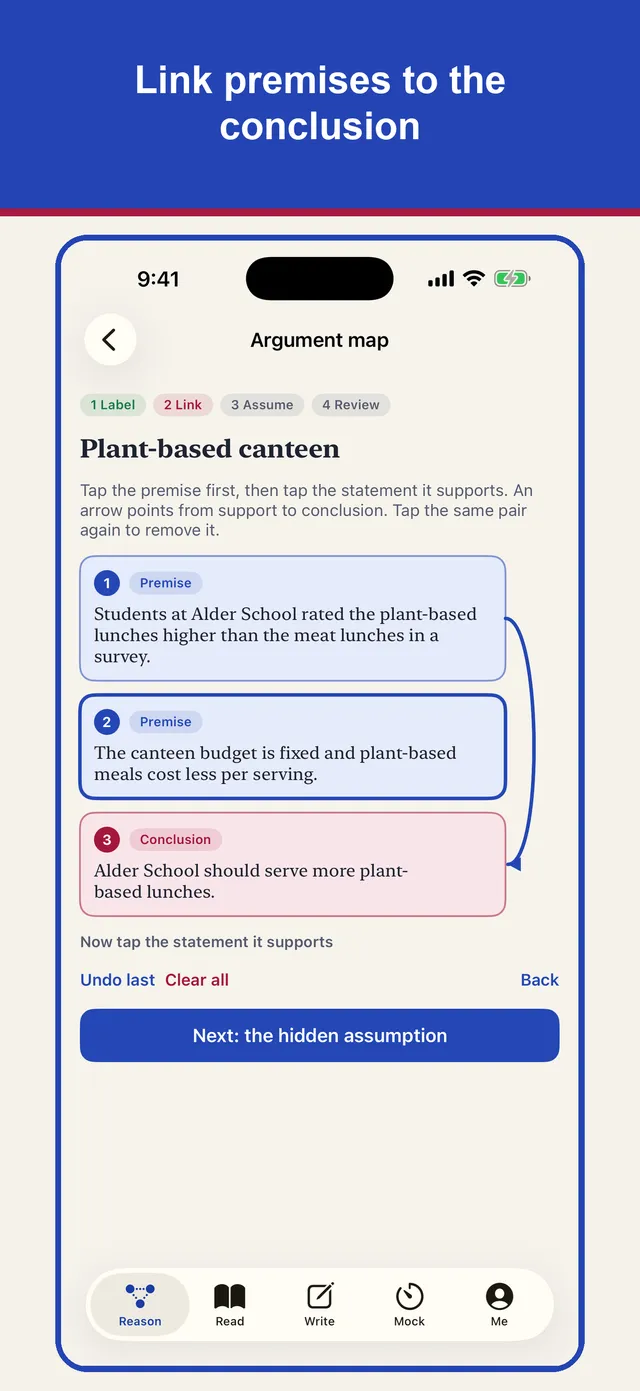 Link premises to the
conclusion
9:41
Argument map
1 Label
2 Link
3 Assume
4 Review
Plant-based canteen
Tap the premise first, then tap the statement it supports. An
arrow points from support to conclusion. Tap the same pair
again to remove it.
1
Premise
Students at Alder School rated the plant-based
lunches higher than the meat lunches in a
survey.
2
Premise
The canteen budget is fixed and plant-based
meals cost less per serving.
3
Conclusion
Alder School should serve more plant-
based lunches.
Now tap the statement it supports
Undo last
Clear all
Back
Next: the hidden assumption
Reason
Read
Write
Mock
Me